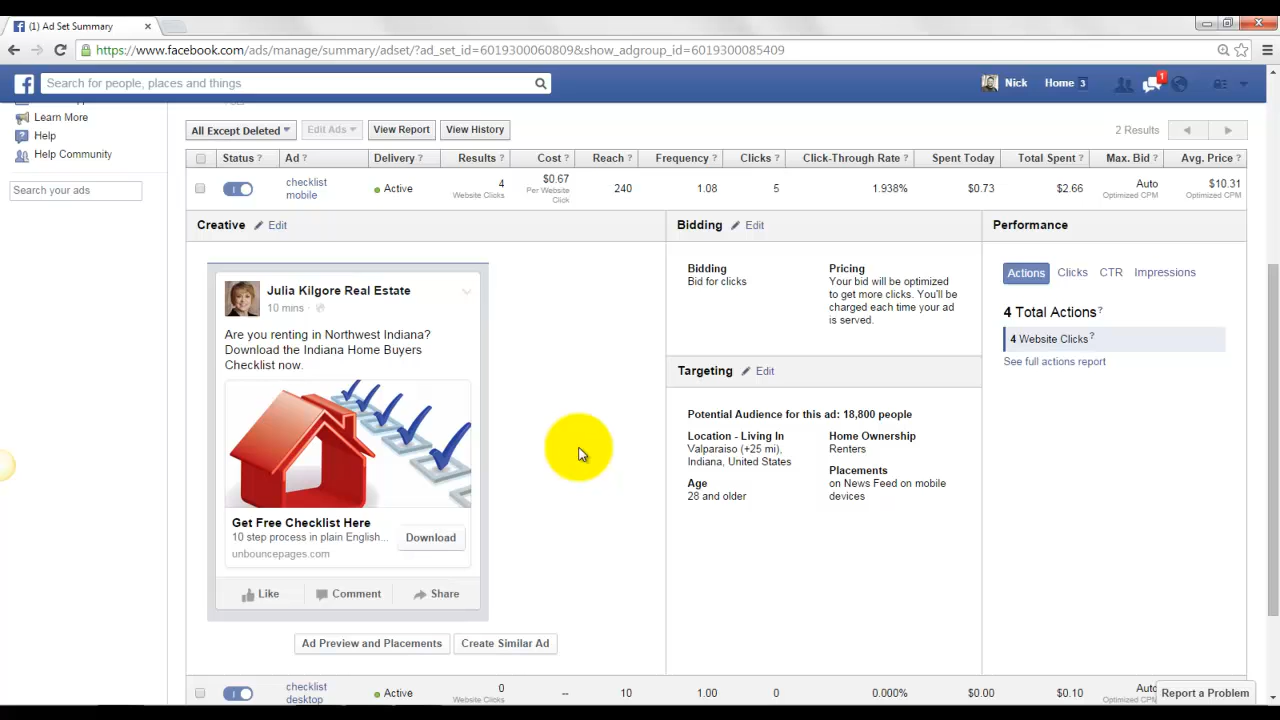 (1) Ad Set Summary
https://www.facebook.com/ads/manage/summary/adset/?ad_set_id=6019300060809&show_adgroup_id=6019300085409
Search for people, places and things
Nick
Home 3
1
Learn More
Help
Help Community
Search your ads
All Except Deleted
Edit Ads
View Report
View History
2 Results
Status ? Ad ? Delivery ? Results ? Cost ? Reach ? Frequency ? Clicks ? Click-Through Rate ? Spent Today Total Spent ? Max. Bid ? Avg. Price ?
checklist mobile Active 4 Website Clicks $0.67 Per Website Click 240 1.08 5 1.938% $0.73 $2.66 Auto Optimized CPM $10.31 Optimized CPM
Creative Edit
Julia Kilgore Real Estate
10 mins ·
Are you renting in Northwest Indiana?
Download the Indiana Home Buyers
Checklist now.
Get Free Checklist Here
10 step process in plain English...
unbouncepages.com
Download
Like Comment Share
Ad Preview and Placements
Create Similar Ad
Bidding Edit
Bidding
Bid for clicks
Pricing
Your bid will be optimized
to get more clicks. You'll be
charged each time your ad
is served.
Targeting Edit
Potential Audience for this ad: 18,800 people
Location - Living In
Valparaiso (+25 mi),
Indiana, United States
Age
28 and older
Home Ownership
Renters
Placements
on News Feed on mobile
devices
Performance
Actions Clicks CTR Impressions
4 Total Actions ?
4 Website Clicks ?
See full actions report
checklist desktop Active 0 Website Clicks -- 10 1.00 0 0.000% $0.00 $0.10 Auto Optimized CPM
Report a Problem